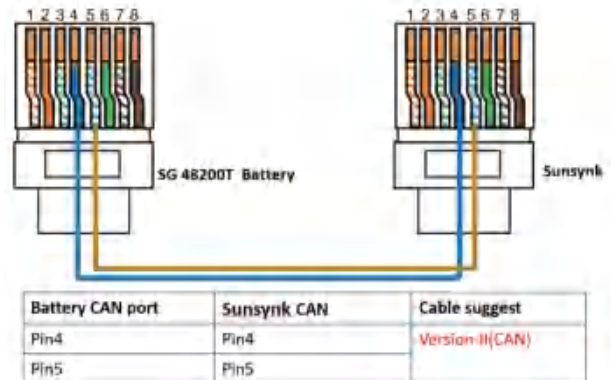 1 2 3 4 5 6 7 8
1 2 3 4 5 6 7 8
SG 48200T Battery
Sunsynk
Battery CAN port Sunsynk CAN Cable suggest
Pin4 Pin4 Version-II(CAN)
Pin5 Pin5